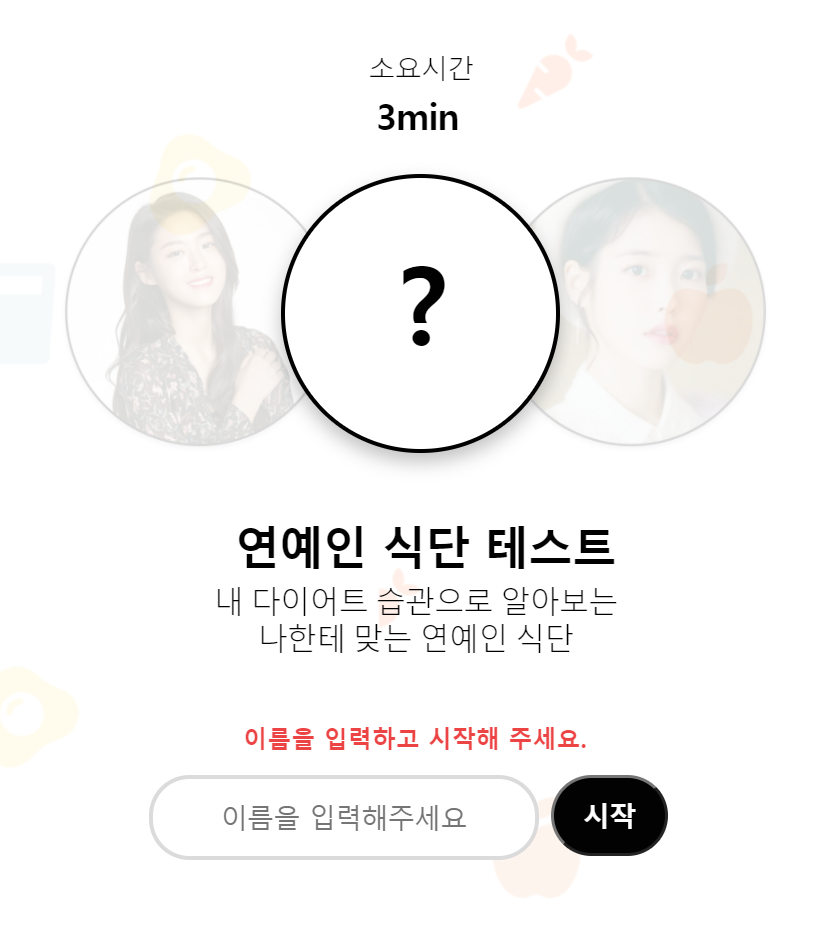 소요시간
3min
?
연예인 식단 테스트
내 다이어트 습관으로 알아보는
나한테 맞는 연예인 식단
이름을 입력하고 시작해 주세요.
이름을 입력해주세요
시작